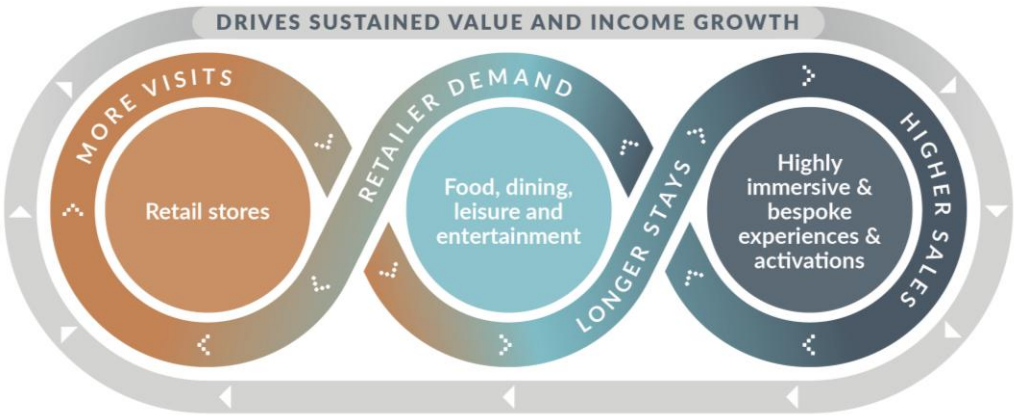 DRIVES SUSTAINED VALUE AND INCOME GROWTH
MORE VISITS
RETAILER DEMAND
LONGER STAYS
HIGHER SALES
Retail stores
Food, dining,
leisure and
entertainment
Highly
immersive &
bespoke
experiences &
activations